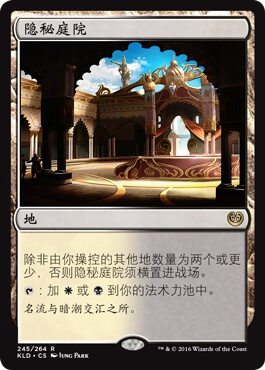 隐秘庭院
地
除非由你操控的其他地数量为两个或更
少，否则隐秘庭院须横置进战场。
：加或到你的法术力池中。
名流与暗潮交汇之所。
245/264 R
KLD • CS JUNG PARK
™ & © 2016 Wizards of the Coast